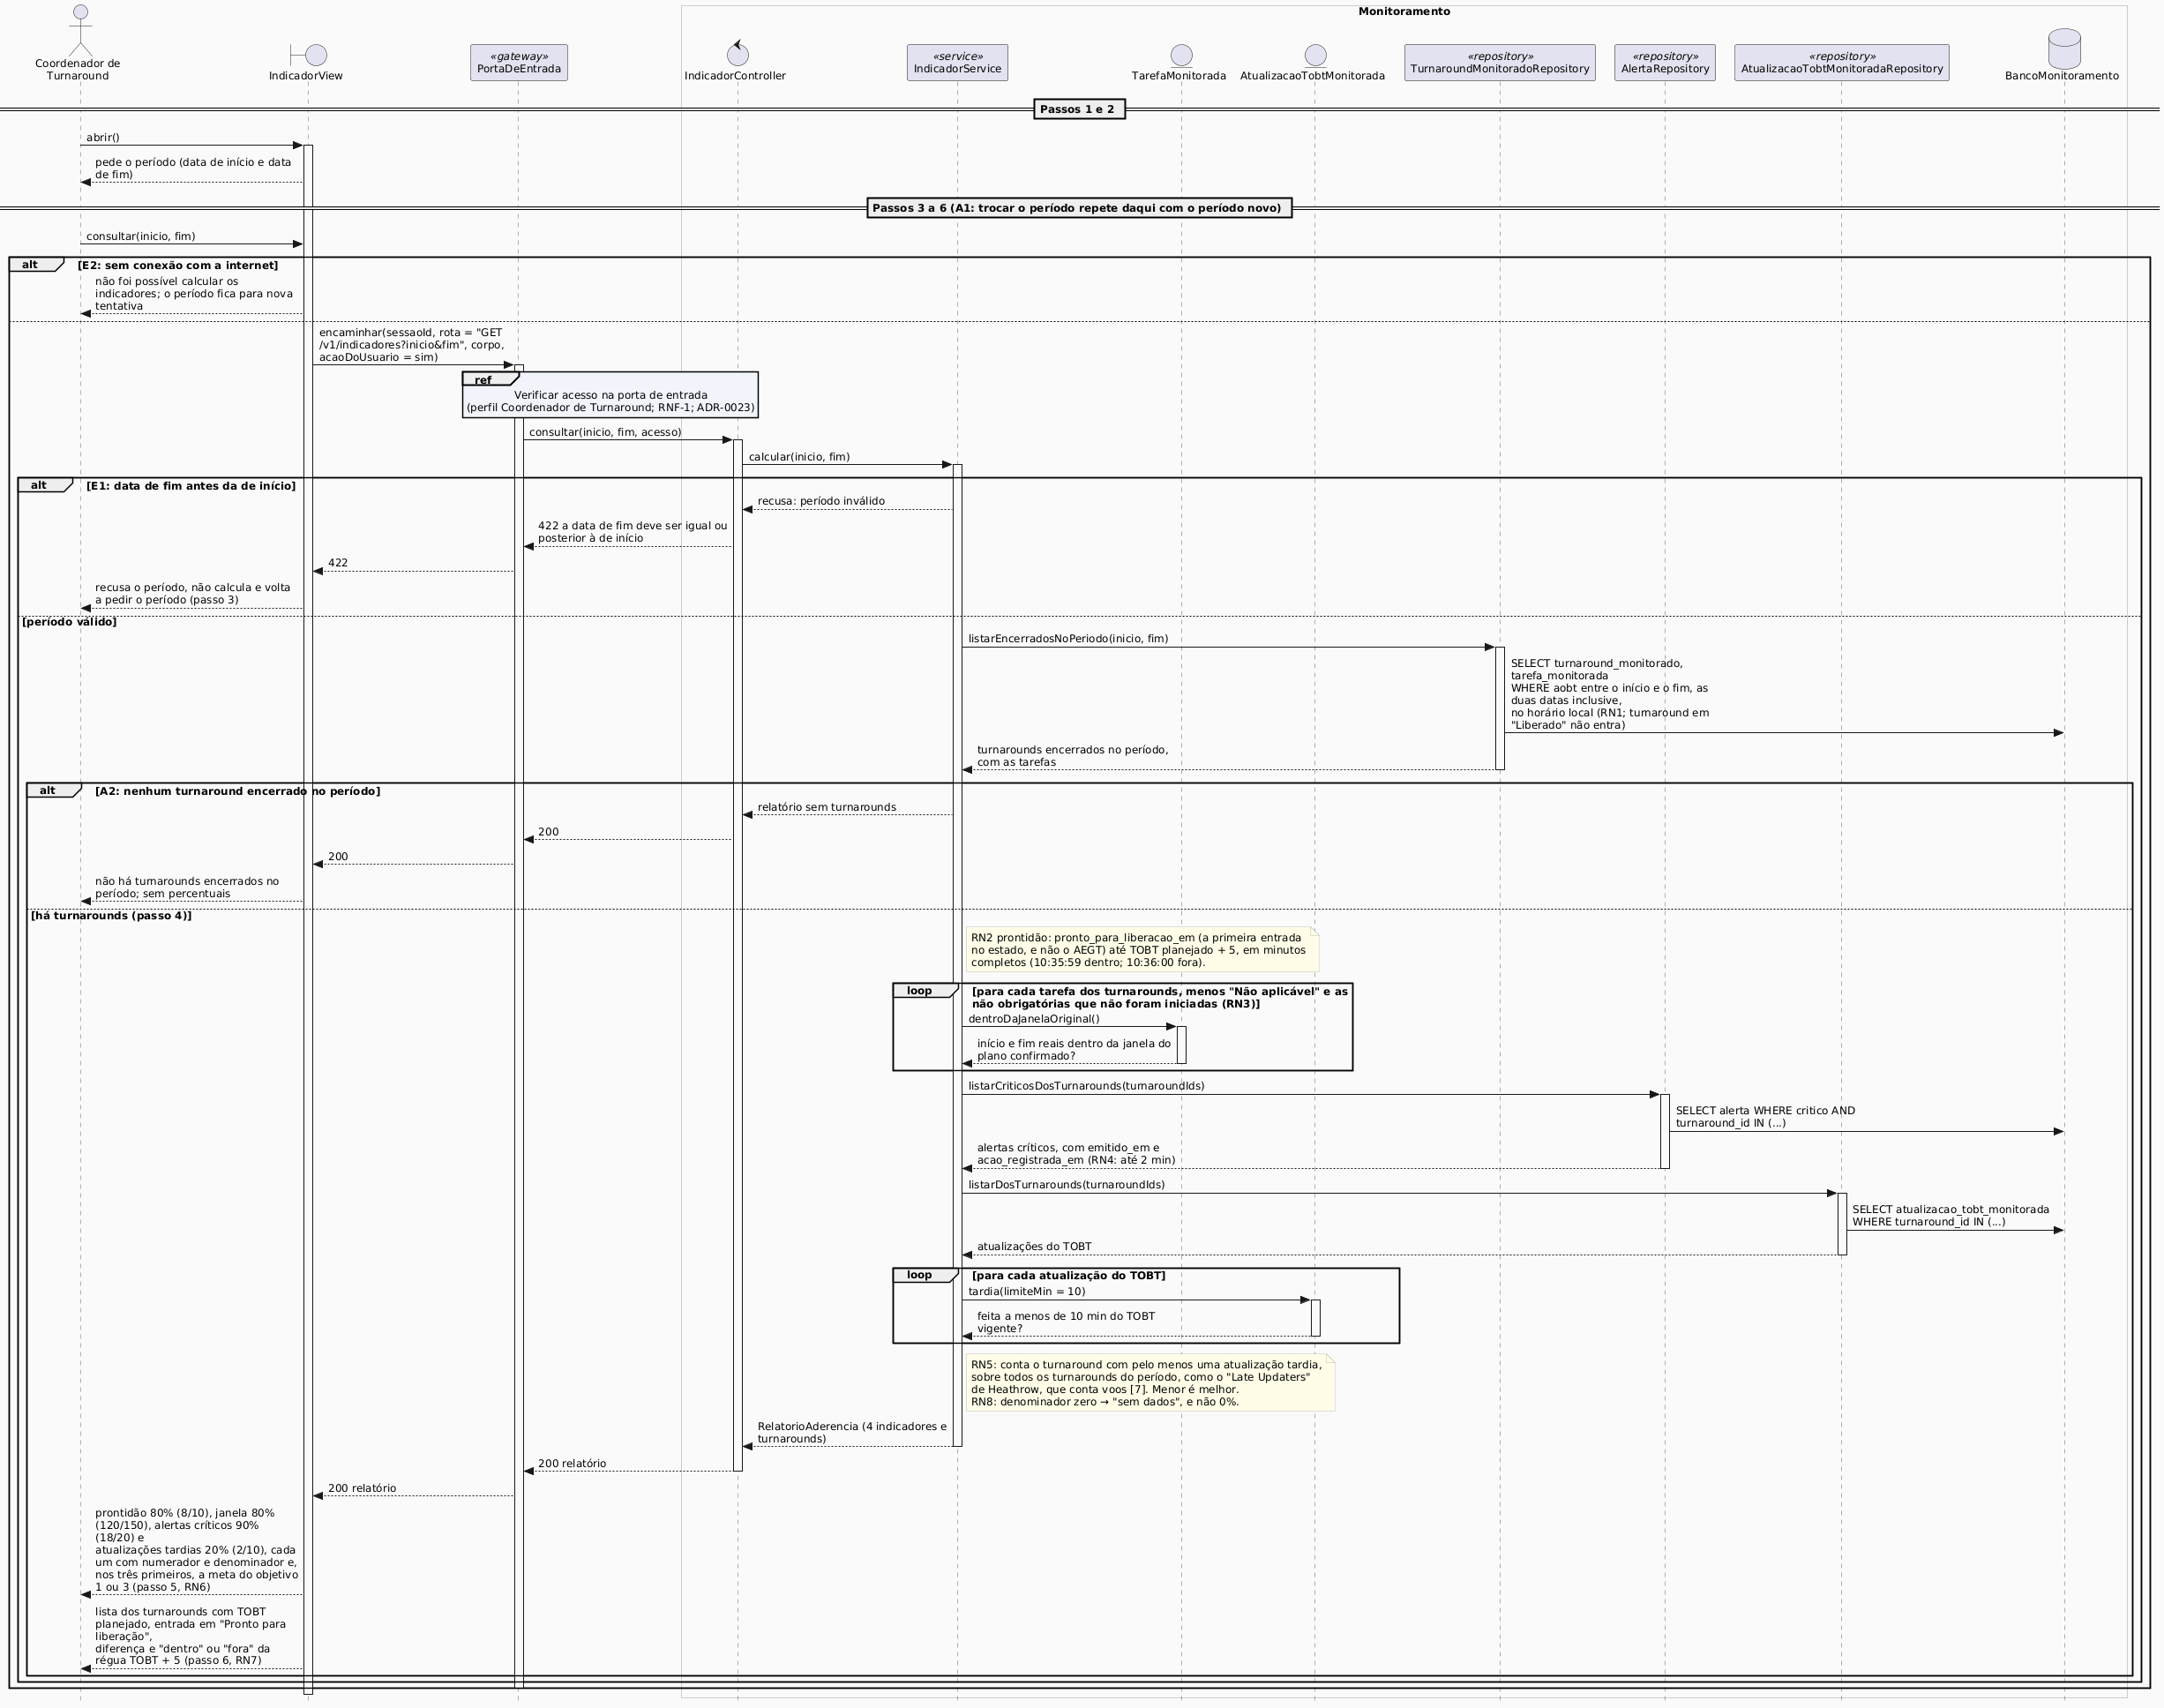 Monitoramento
Coordenador de
Turnaround
IndicadorView
«gateway»
PortaDeEntrada
IndicadorController
«service»
IndicadorService
TarefaMonitorada
AtualizacaoTobtMonitorada
«repository»
TurnaroundMonitoradoRepository
«repository»
AlertaRepository
«repository»
AtualizacaoTobtMonitoradaRepository
BancoMonitoramento
Passos 1 e 2
abrir()
pede o período (data de início e data
de fim)
Passos 3 a 6 (A1: trocar o período repete daqui com o período novo)
consultar(inicio, fim)
alt
[E2: sem conexão com a internet]
não foi possível calcular os
indicadores; o período fica para nova
tentativa
encaminhar(sessaoId, rota = "GET
/v1/indicadores?inicio&fim", corpo,
acaoDoUsuario = sim)
ref
Verificar acesso na porta de entrada
(perfil Coordenador de Turnaround; RNF-1; ADR-0023)
consultar(inicio, fim, acesso)
calcular(inicio, fim)
alt
[E1: data de fim antes da de início]
recusa: período inválido
422 a data de fim deve ser igual ou
posterior à de início
422
recusa o período, não calcula e volta
a pedir o período (passo 3)
[período válido]
listarEncerradosNoPeriodo(inicio, fim)
SELECT turnaround_monitorado,
tarefa_monitorada
WHERE aobt entre o início e o fim, as
duas datas inclusive,
no horário local (RN1; turnaround em
"Liberado" não entra)
turnarounds encerrados no período,
com as tarefas
alt
[A2: nenhum turnaround encerrado no período]
relatório sem turnarounds
200
200
não há turnarounds encerrados no
período; sem percentuais
[há turnarounds (passo 4)]
RN2 prontidão: pronto_para_liberacao_em (a primeira entrada
no estado, e não o AEGT) até TOBT planejado + 5, em minutos
completos (10:35:59 dentro; 10:36:00 fora).
loop
[para cada tarefa dos turnarounds, menos "Não aplicável" e as
não obrigatórias que não foram iniciadas (RN3)]
dentroDaJanelaOriginal()
início e fim reais dentro da janela do
plano confirmado?
listarCriticosDosTurnarounds(turnaroundIds)
SELECT alerta WHERE critico AND
turnaround_id IN (...)
alertas críticos, com emitido_em e
acao_registrada_em (RN4: até 2 min)
listarDosTurnarounds(turnaroundIds)
SELECT atualizacao_tobt_monitorada
WHERE turnaround_id IN (...)
atualizações do TOBT
loop
[para cada atualização do TOBT]
tardia(limiteMin = 10)
feita a menos de 10 min do TOBT
vigente?
RN5: conta o turnaround com pelo menos uma atualização tardia,
sobre todos os turnarounds do período, como o "Late Updaters"
de Heathrow, que conta voos [7]. Menor é melhor.
RN8: denominador zero → "sem dados", e não 0%.
RelatorioAderencia (4 indicadores e
turnarounds)
200 relatório
200 relatório
prontidão 80% (8/10), janela 80%
(120/150), alertas críticos 90%
(18/20) e
atualizações tardias 20% (2/10), cada
um com numerador e denominador e,
nos três primeiros, a meta do objetivo
1 ou 3 (passo 5, RN6)
lista dos turnarounds com TOBT
planejado, entrada em "Pronto para
liberação",
diferença e "dentro" ou "fora" da
régua TOBT + 5 (passo 6, RN7)